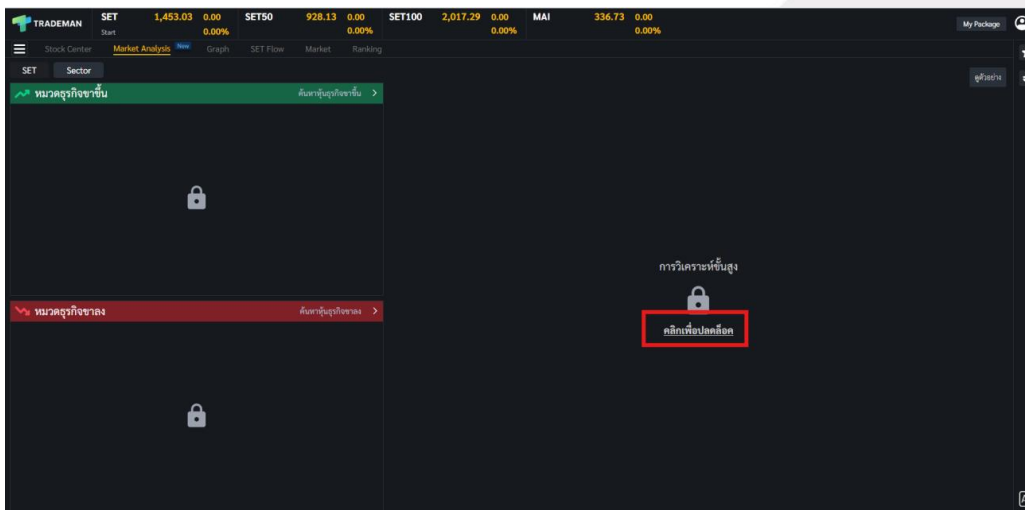 TRADEMAN
SET 1,453.03 0.00
Start 0.00%
SET50 928.13 0.00
0.00%
SET100 2,017.29 0.00
0.00%
MAI 336.73 0.00
0.00%
My Package
Stock Center Market Analysis New Graph SET Flow Market Ranking
SET Sector
ดูตัวอย่าง
หมวดธุรกิจขาขึ้น ค้นหาหุ้นธุรกิจขาขึ้น >
การวิเคราะห์ขั้นสูง
คลิกเพื่อปลดล็อค
หมวดธุรกิจขาลง ค้นหาหุ้นธุรกิจขาลง >